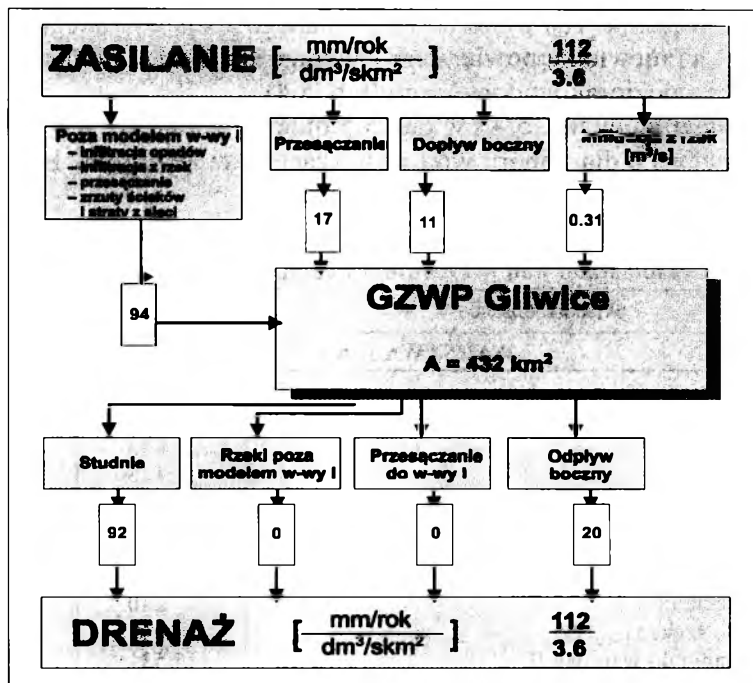 ZASILANIE [ mm/rok / dm³/skm² ] 112 / 3.6
Poza modelem w-wy I
– infiltracja opadów
– infiltracja z rzek
– przesączanie
– zrzuty ścieków
i straty z sieci
Przesączanie
Dopływ boczny
z rzek
[m³/s]
17
11
0.31
94
GZWP Gliwice
A = 432 km²
Studnie
Rzeki poza
modelem w-wy I
Przesączanie
do w-wy I
Odpływ
boczny
92
0
0
20
DRENAŻ [ mm/rok / dm³/skm² ] 112 / 3.6